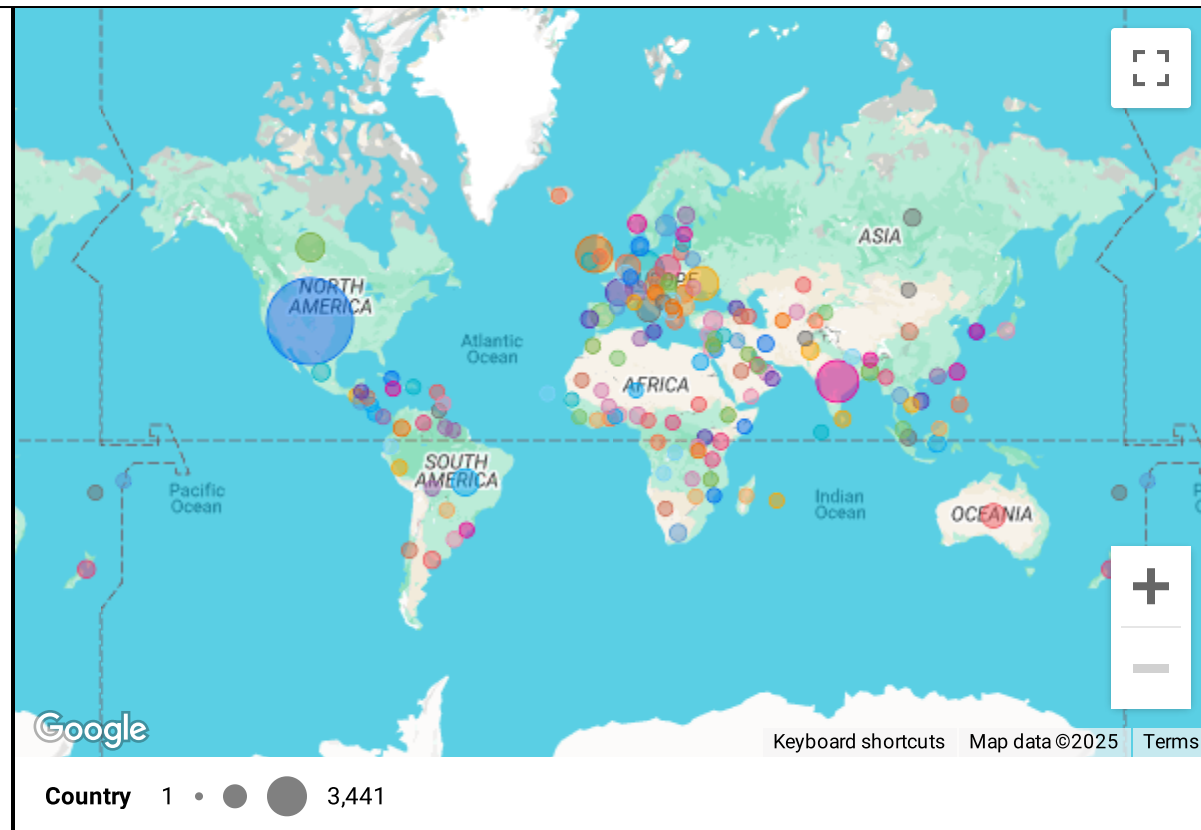 ASIA
NORTH
AMERICA
Atlantic
Ocean
AFRICA
SOUTH
AMERICA
Pacific
Ocean
Indian
Ocean
OCEANIA
Google
Keyboard shortcuts
Map data ©2025
Terms
Country 1 3,441